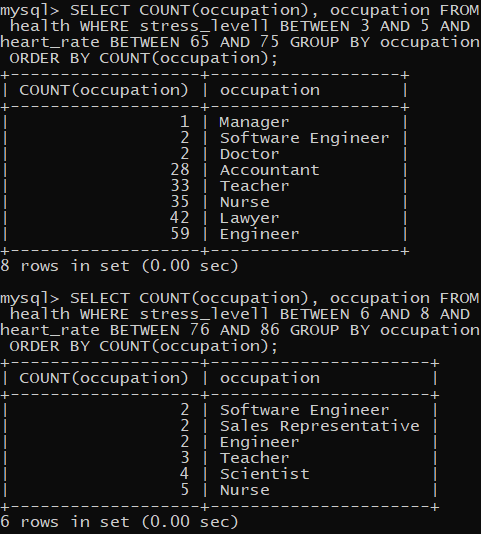 mysql> SELECT COUNT(occupation), occupation FROM
 health WHERE stress_levell BETWEEN 3 AND 5 AND
heart_rate BETWEEN 65 AND 75 GROUP BY occupation
 ORDER BY COUNT(occupation);
+-------------------+-------------------+
| COUNT(occupation) | occupation        |
+-------------------+-------------------+
|                 1 | Manager           |
|                 2 | Software Engineer |
|                 2 | Doctor            |
|                28 | Accountant        |
|                33 | Teacher           |
|                35 | Nurse             |
|                42 | Lawyer            |
|                59 | Engineer          |
+-------------------+-------------------+
8 rows in set (0.00 sec)

mysql> SELECT COUNT(occupation), occupation FROM
 health WHERE stress_levell BETWEEN 6 AND 8 AND
heart_rate BETWEEN 76 AND 86 GROUP BY occupation
 ORDER BY COUNT(occupation);
+-------------------+----------------------+
| COUNT(occupation) | occupation           |
+-------------------+----------------------+
|                 2 | Software Engineer    |
|                 2 | Sales Representative |
|                 2 | Engineer             |
|                 3 | Teacher              |
|                 4 | Scientist            |
|                 5 | Nurse                |
+-------------------+----------------------+
6 rows in set (0.00 sec)